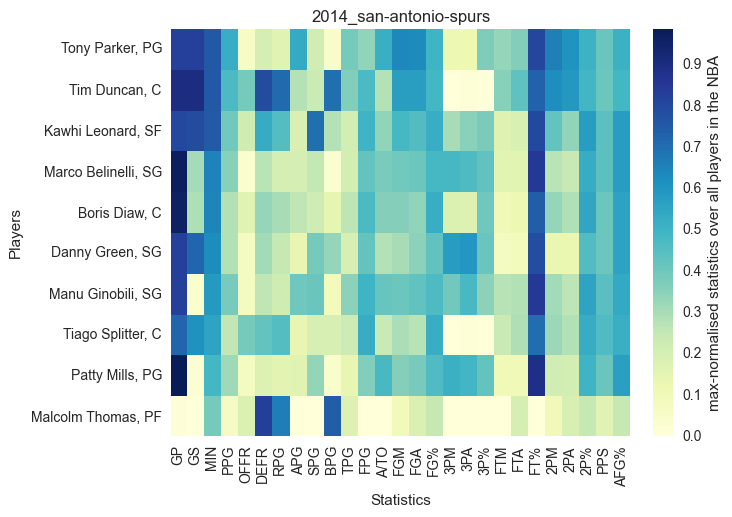 2014_san-antonio-spurs
Players
Tony Parker, PG
Tim Duncan, C
Kawhi Leonard, SF
Marco Belinelli, SG
Boris Diaw, C
Danny Green, SG
Manu Ginobili, SG
Tiago Splitter, C
Patty Mills, PG
Malcolm Thomas, PF
GP GS MIN PPG OFFR DEFR RPG APG SPG BPG TPG FPG A/TO FGM FGA FG% 3PM 3PA 3P% FTM FTA FT% 2PM 2PA 2P% PPS AFG%
Statistics
0.9
0.8
0.7
0.6
0.5
0.4
0.3
0.2
0.1
0.0
max-normalised statistics over all players in the NBA